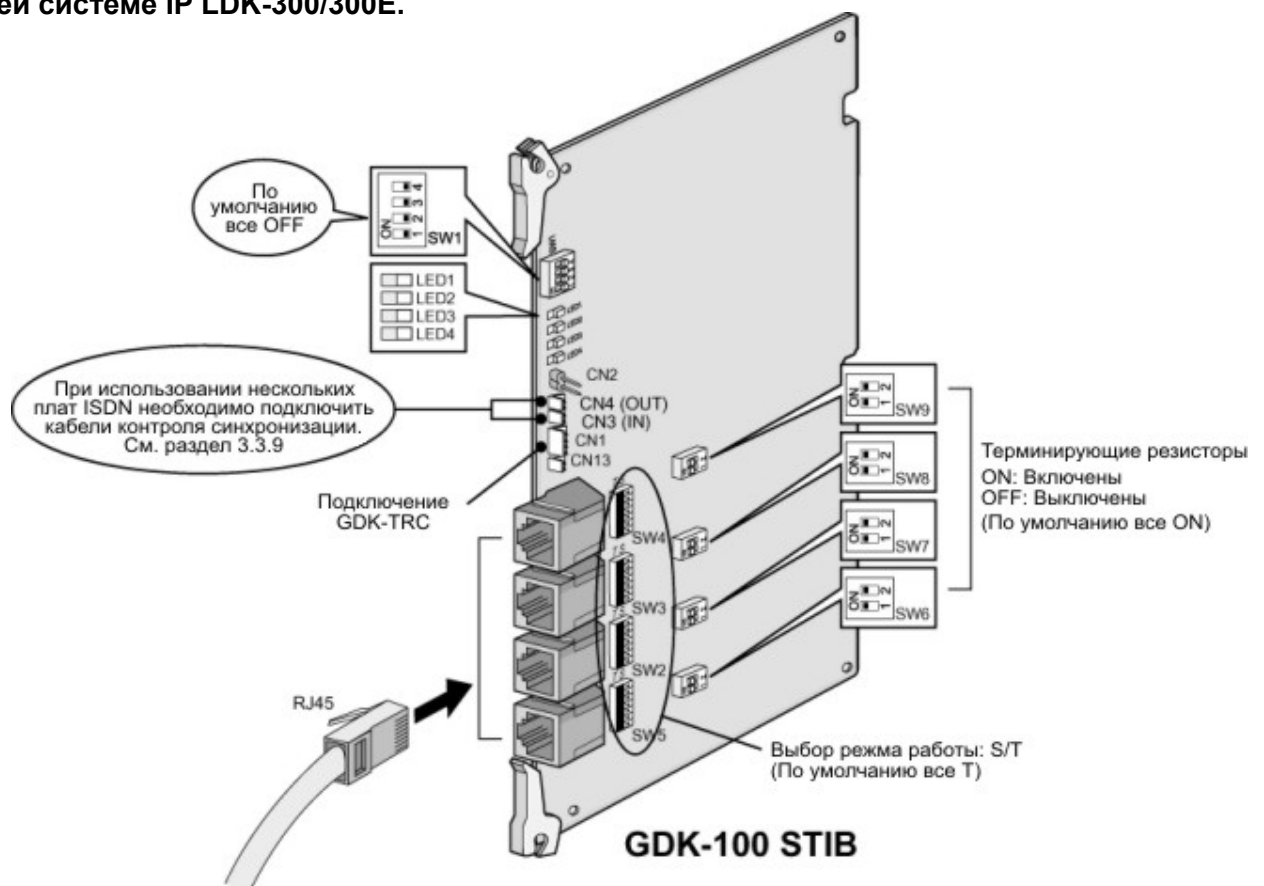 ей системе IP LDK-300/300E.
По
умолчанию
все OFF
ON
1 2 3 4
SW1
LED1
LED2
LED3
LED4
LED1
LED2
LED3
LED4
CN2
CN4 (OUT)
CN3 (IN)
CN1
CN13
При использовании нескольких
плат ISDN необходимо подключить
кабели контроля синхронизации.
См. раздел 3.3.9
Подключение
GDK-TRC
SW4
SW3
SW2
SW5
RJ45
ON
1 2
SW9
ON
1 2
SW8
ON
1 2
SW7
ON
1 2
SW6
Терминирующие резисторы
ON: Включены
OFF: Выключены
(По умолчанию все ON)
Выбор режма работы: S/T
(По умолчанию все T)
GDK-100 STIB